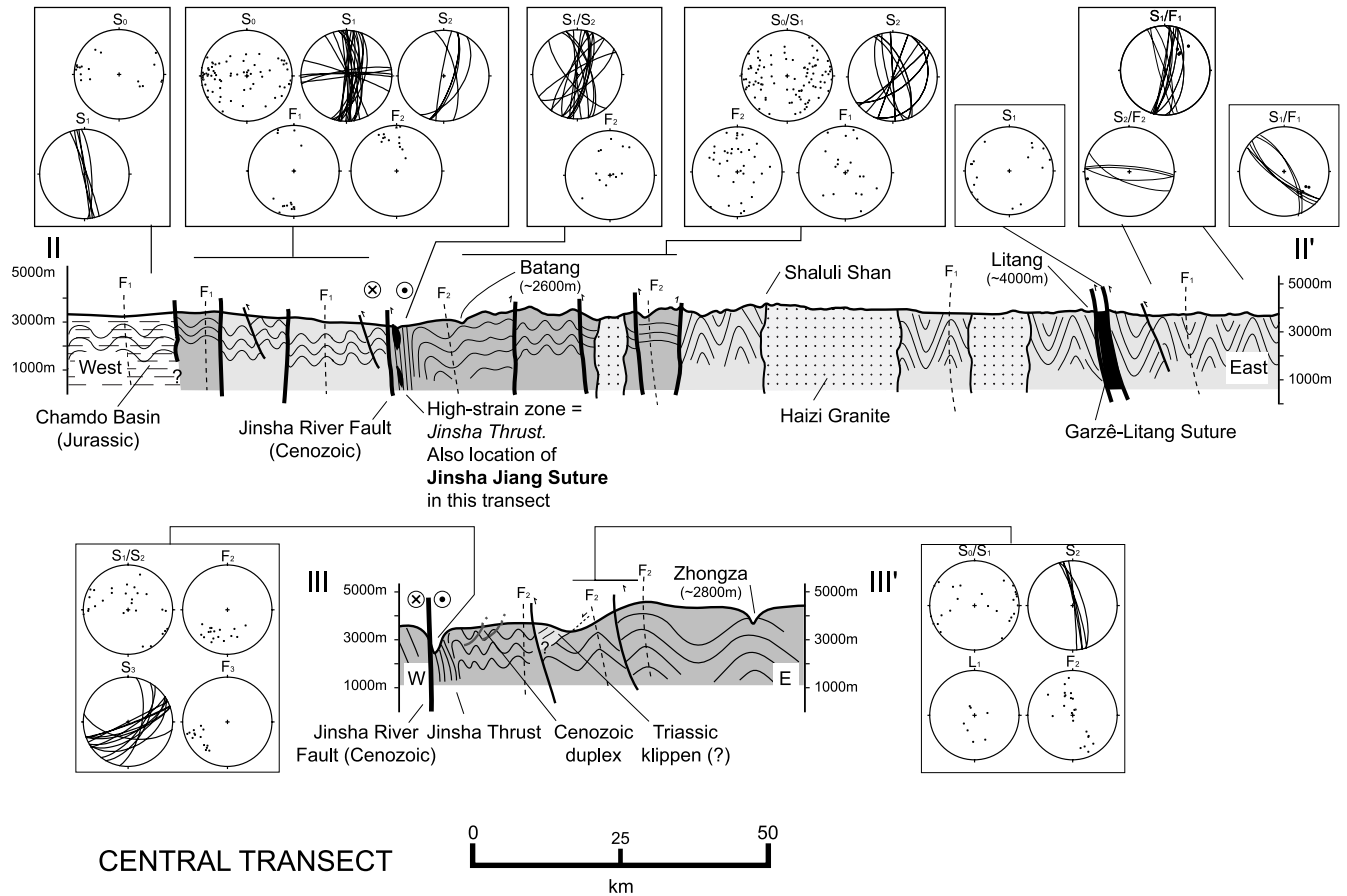 S0
S1
S0
S1
S2
F1
F2
S1/S2
F2
S0/S1
S2
F2
F1
S1
S1/F1
S2/F2
S1/F1
II
II'
5000m
3000m
1000m
5000m
3000m
1000m
F1
F1
F1
F2
Batang
(~2600m)
F2
Shaluli Shan
F1
Litang
(~4000m)
F1
West
East
?
Chamdo Basin
(Jurassic)
Jinsha River Fault
(Cenozoic)
High-strain zone =
Jinsha Thrust.
Also location of
Jinsha Jiang Suture
in this transect
Haizi Granite
Garzê-Litang Suture
S1/S2
F2
S3
F3
III
III'
5000m
3000m
1000m
5000m
3000m
1000m
F2
F2
F2
Zhongza
(~2800m)
?
W
E
Jinsha River
Fault (Cenozoic)
Jinsha Thrust
Cenozoic
duplex
Triassic
klippen (?)
S0/S1
S2
L1
F2
CENTRAL TRANSECT
0
25
50
km